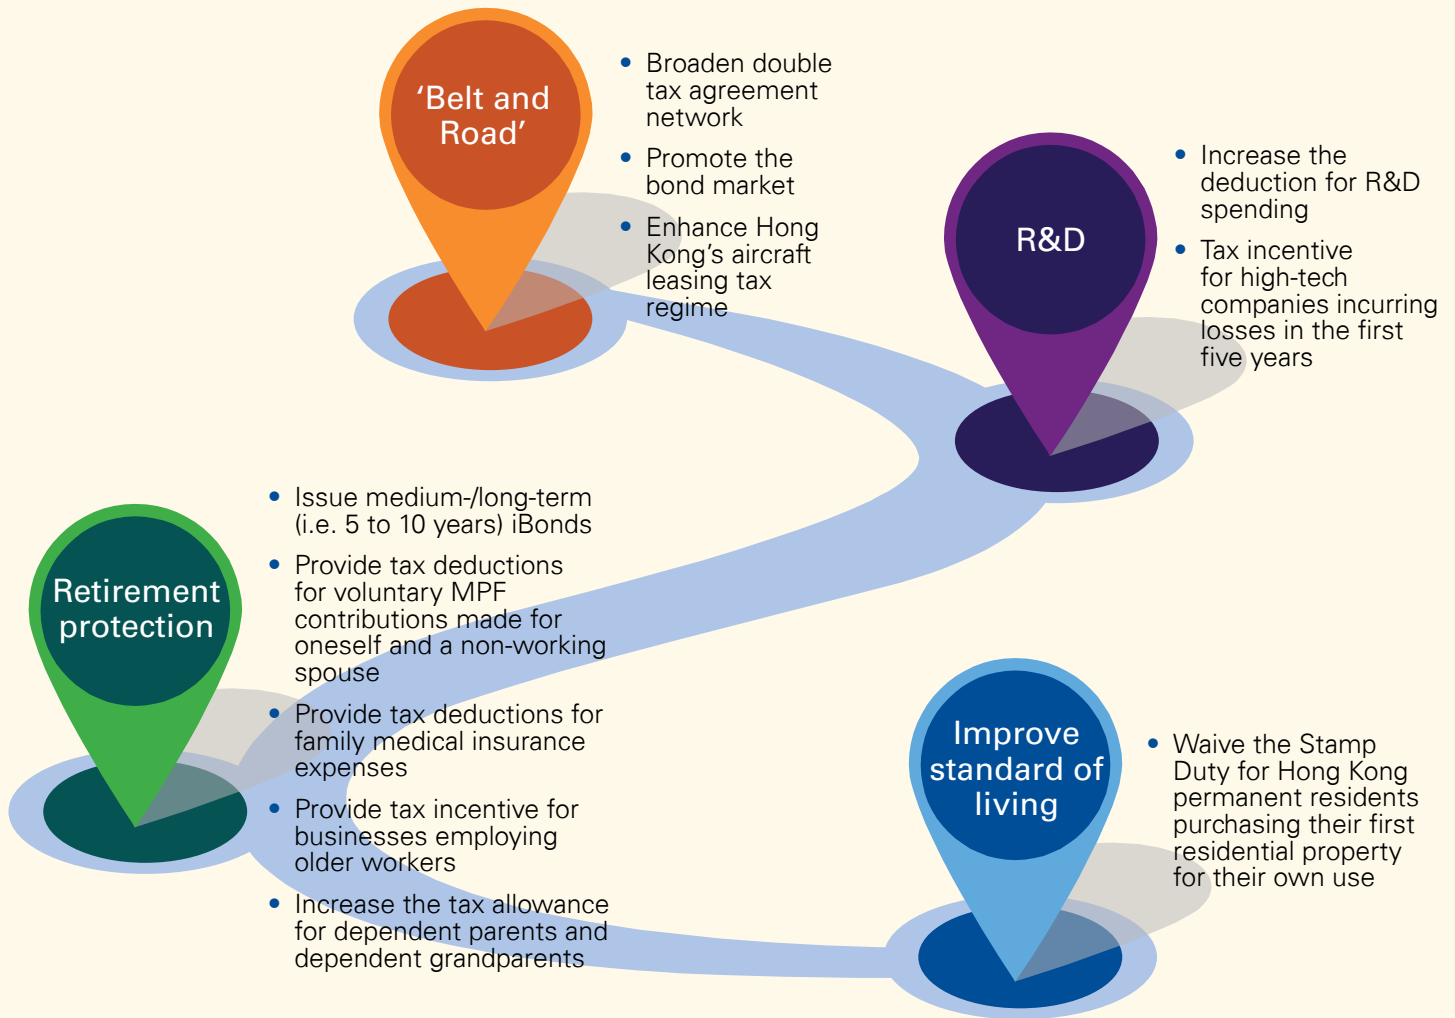 ‘Belt and
Road’
• Broaden double
tax agreement
network
• Promote the
bond market
• Enhance Hong
Kong’s aircraft
leasing tax
regime
R&D
• Increase the
deduction for R&D
spending
• Tax incentive
for high-tech
companies incurring
losses in the first
five years
Retirement
protection
• Issue medium-/long-term
(i.e. 5 to 10 years) iBonds
• Provide tax deductions
for voluntary MPF
contributions made for
oneself and a non-working
spouse
• Provide tax deductions for
family medical insurance
expenses
• Provide tax incentive for
businesses employing
older workers
• Increase the tax allowance
for dependent parents and
dependent grandparents
Improve
standard of
living
• Waive the Stamp
Duty for Hong Kong
permanent residents
purchasing their first
residential property
for their own use